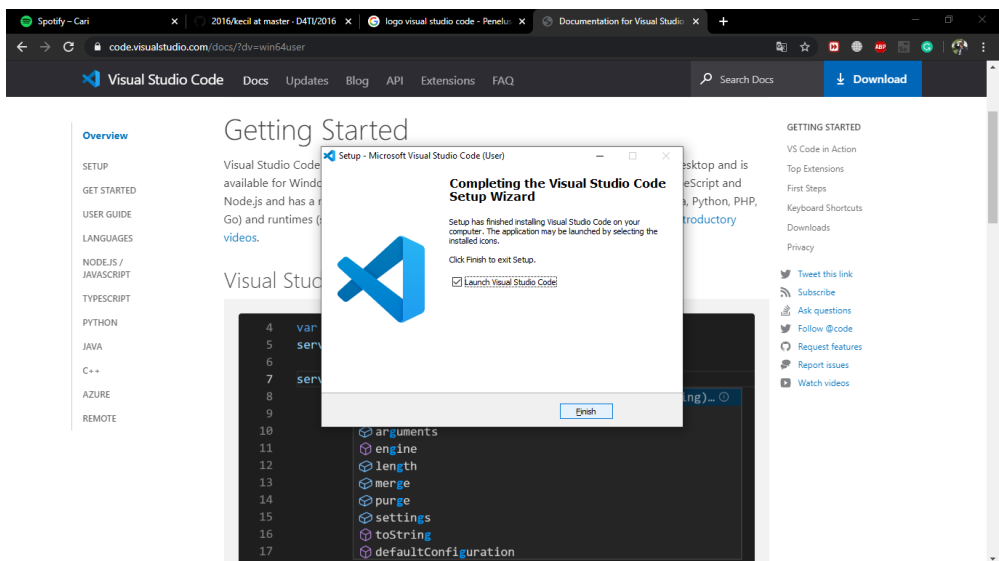 Spotify – Cari
2016/kecil at master · D4TI/2016
logo visual studio code - Penelus
Documentation for Visual Studio
code.visualstudio.com/docs/?dv=win64user
ABP
Visual Studio Code
Docs
Updates
Blog
API
Extensions
FAQ
Search Docs
Download
Overview
SETUP
GET STARTED
USER GUIDE
LANGUAGES
NODE.JS /
JAVASCRIPT
TYPESCRIPT
PYTHON
JAVA
C++
AZURE
REMOTE
Getting Started
Visual Studio Code
sktop and is
available for Windo
eScript and
Node.js and has a r
, Python, PHP,
Go) and runtimes (
troductory
videos.
Visual Stud
4 var
5 serv
6
7 serv
8 ing)…
9
10 arguments
11 engine
12 length
13 merge
14 purge
15 settings
16 toString
17 defaultConfiguration
Setup - Microsoft Visual Studio Code (User)
Completing the Visual Studio Code
Setup Wizard
Setup has finished installing Visual Studio Code on your
computer. The application may be launched by selecting the
installed icons.
Click Finish to exit Setup.
Launch Visual Studio Code
Finish
GETTING STARTED
VS Code in Action
Top Extensions
First Steps
Keyboard Shortcuts
Downloads
Privacy
Tweet this link
Subscribe
Ask questions
Follow @code
Request features
Report issues
Watch videos